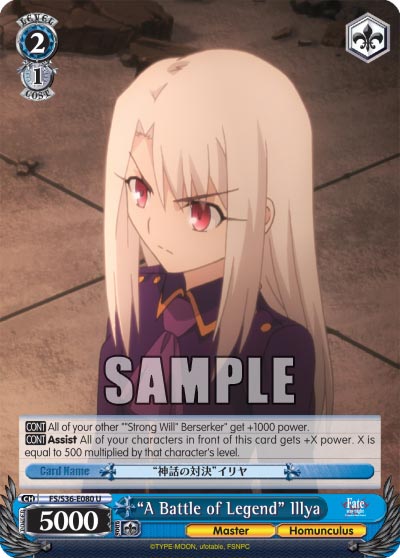 LEVEL
2
1
COST
SAMPLE
CONT All of your other ""Strong Will" Berserker" get +1000 power.
CONT Assist All of your characters in front of this card gets +X power. X is
equal to 500 multiplied by that character's level.
Card Name “神話の対決”イリヤ
CH FS/S36-E080 U
5000
“A Battle of Legend” Illya
Fate
Master Homunculus
©TYPE-MOON, ufotable, FSNPC